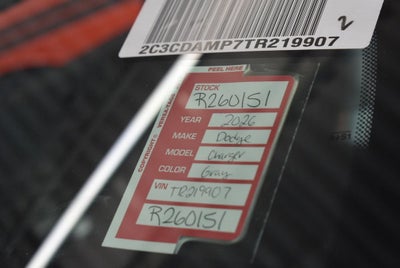 2C3CDAMP7TR219907
2
PEEL HERE
STOCK
R260151
YEAR 2026
MAKE Dodge
MODEL Charger
COLOR Gray
VIN TR219907
R260151